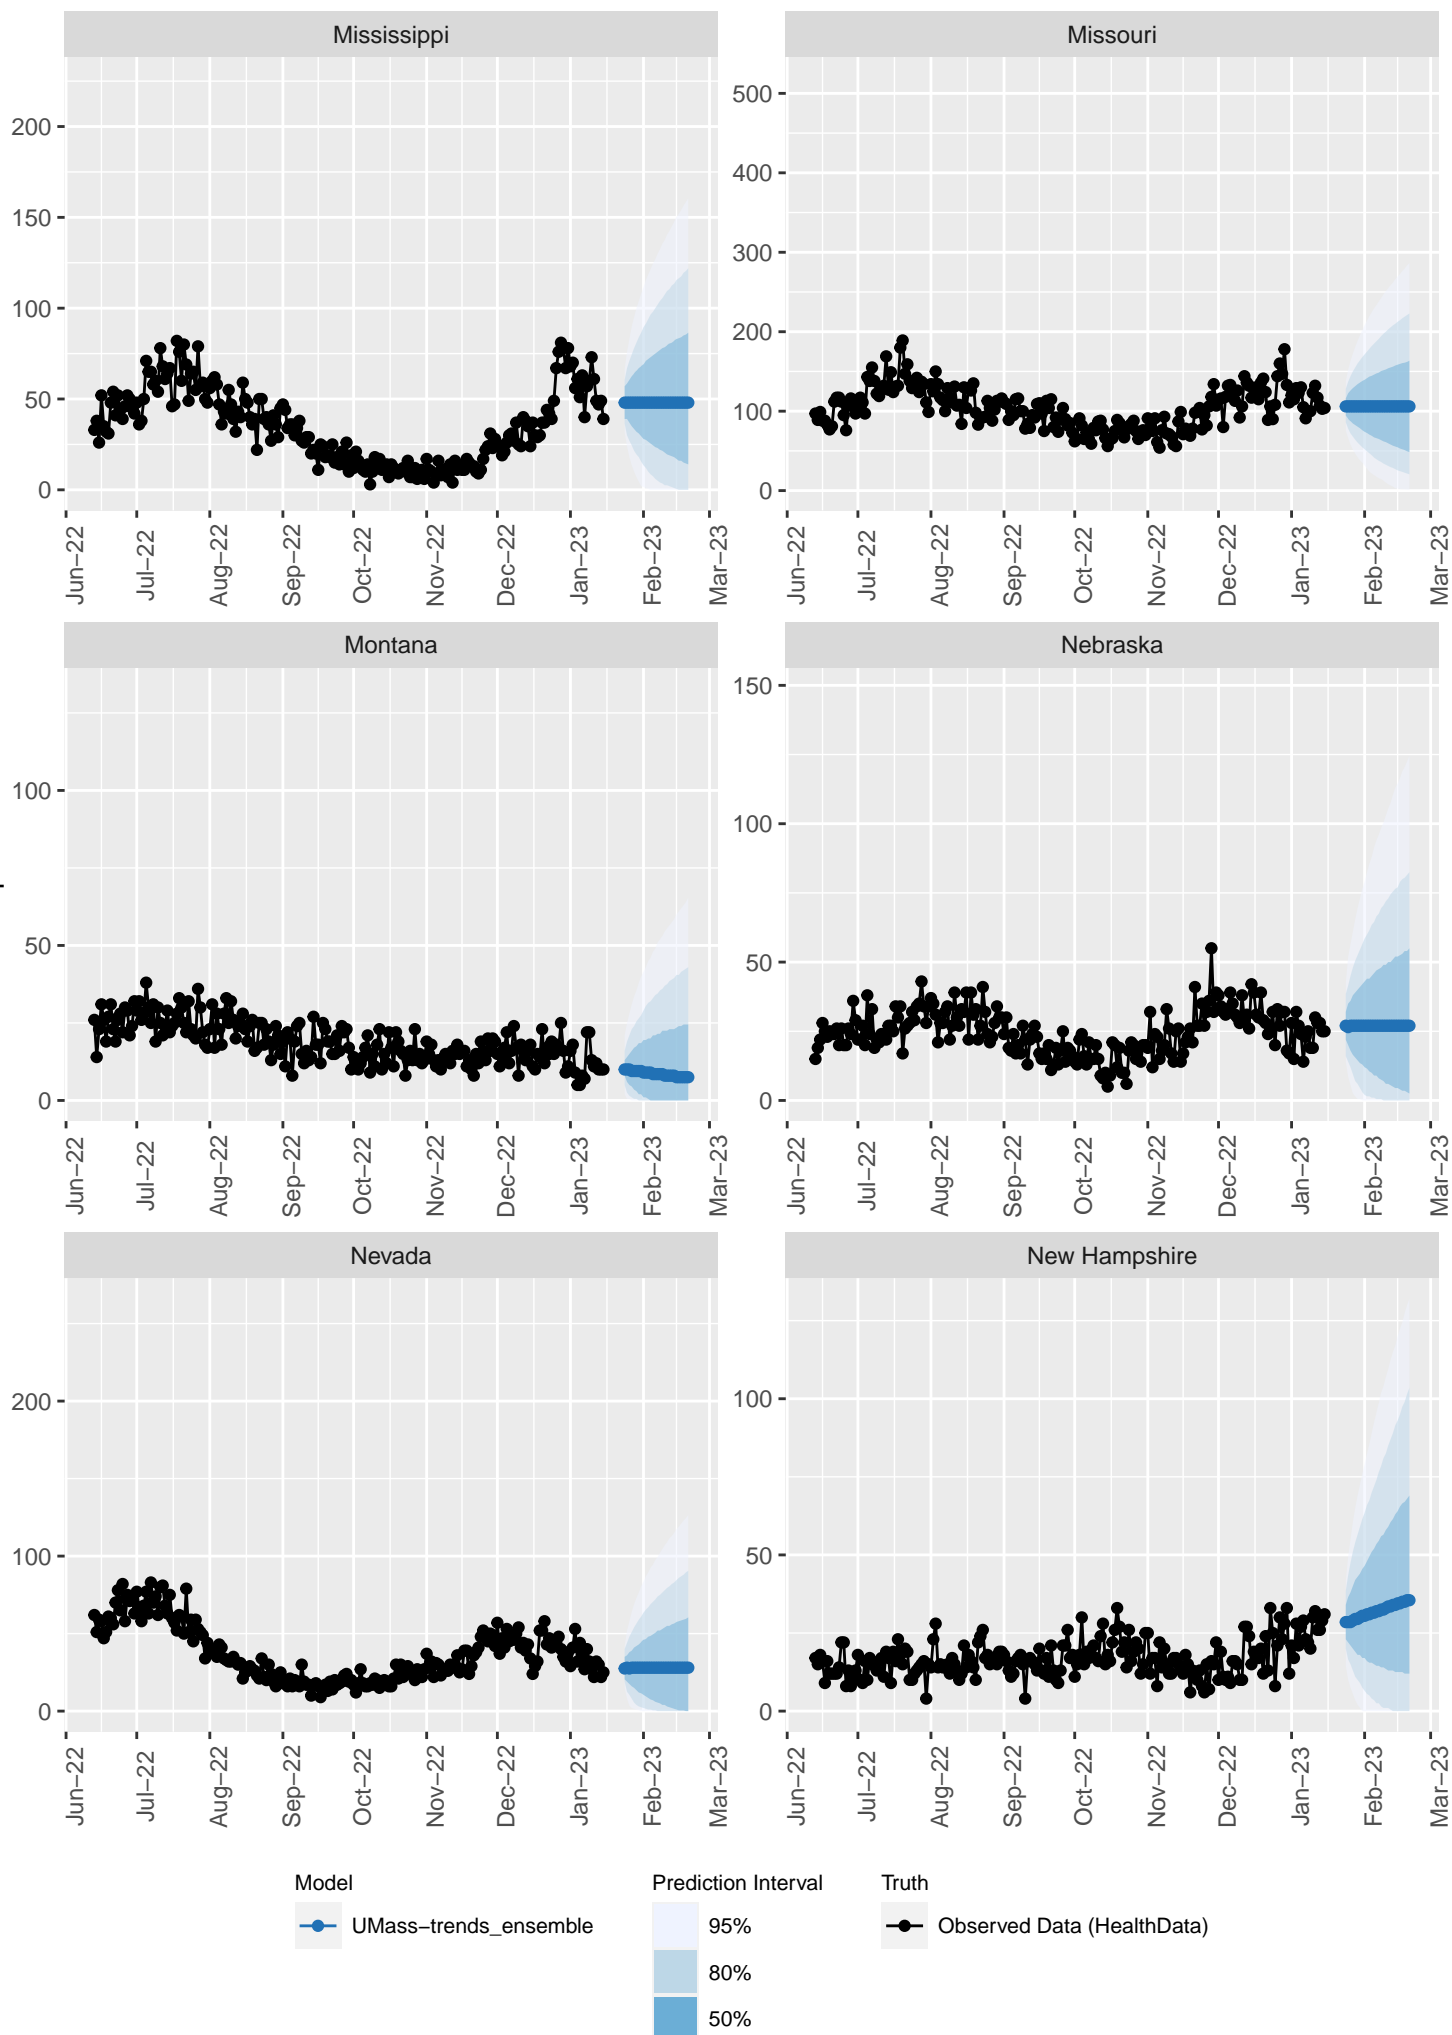 Mississippi
Missouri
200
150
100
50
0
500
400
300
200
100
0
Jun−22
Jul−22
Aug−22
Sep−22
Oct−22
Nov−22
Dec−22
Jan−23
Feb−23
Mar−23
Jun−22
Jul−22
Aug−22
Sep−22
Oct−22
Nov−22
Dec−22
Jan−23
Feb−23
Mar−23
Montana
Nebraska
100
50
0
150
100
50
0
Jun−22
Jul−22
Aug−22
Sep−22
Oct−22
Nov−22
Dec−22
Jan−23
Feb−23
Mar−23
Jun−22
Jul−22
Aug−22
Sep−22
Oct−22
Nov−22
Dec−22
Jan−23
Feb−23
Mar−23
Nevada
New Hampshire
200
100
0
100
50
0
Jun−22
Jul−22
Aug−22
Sep−22
Oct−22
Nov−22
Dec−22
Jan−23
Feb−23
Mar−23
Jun−22
Jul−22
Aug−22
Sep−22
Oct−22
Nov−22
Dec−22
Jan−23
Feb−23
Mar−23
Model
UMass−trends_ensemble
Prediction Interval
95%
80%
50%
Truth
Observed Data (HealthData)